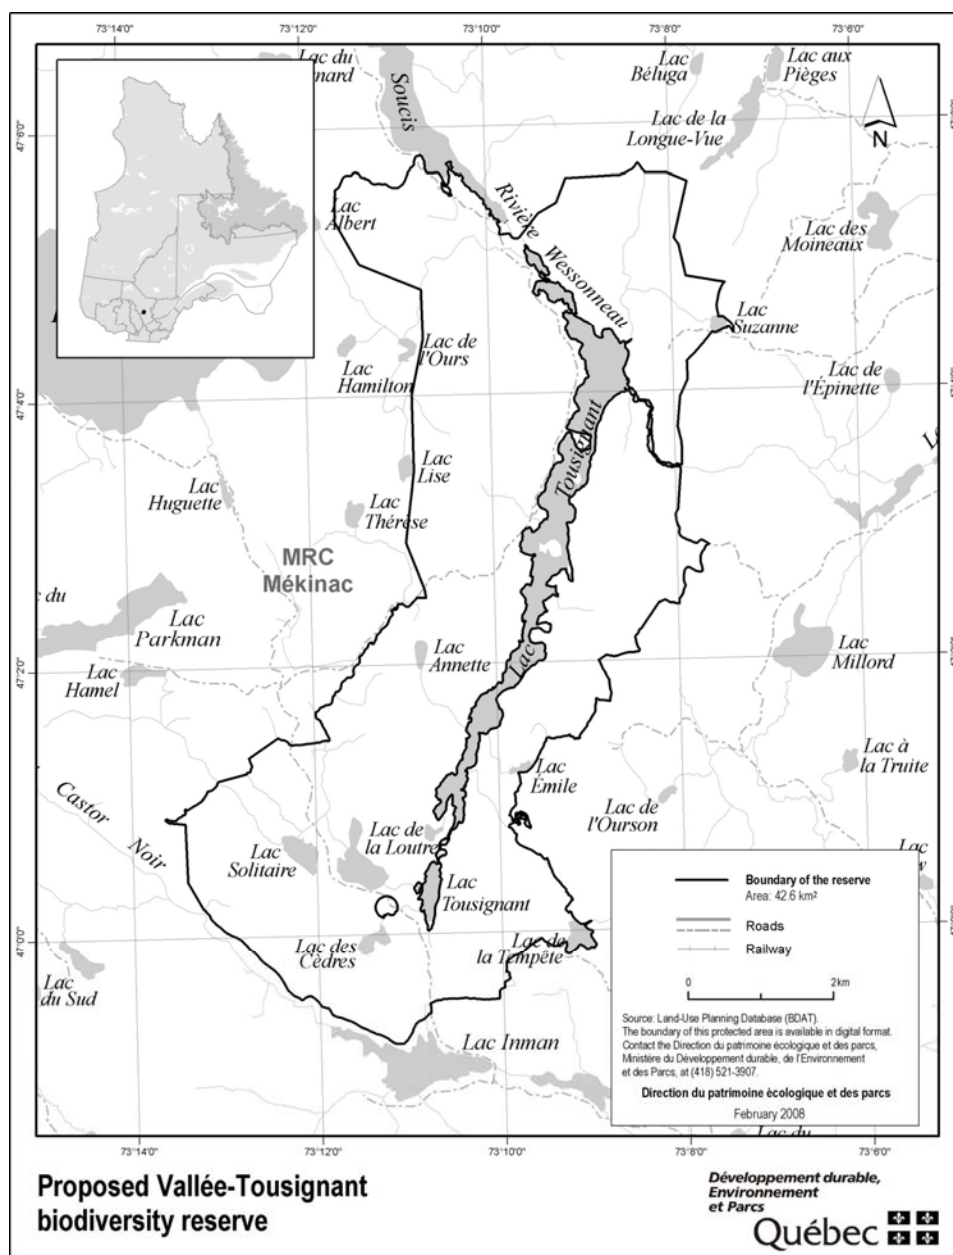 73°14'0"
73°12'0"
73°10'0"
73°8'0"
73°6'0"
Lac du
Soucis
Lac
Béluga
Lac aux
Pièges
Lac de la
Longue-Vue
N
47°6'0"
Rivière
Wessonneau
Lac
Albert
Lac des
Moineaux
Lac
Suzanne
Lac de
l'Ours
Lac
Hamilton
Lac de
l'Épinette
47°4'0"
Tousignant
Lac
Lac
Lise
Lac
Huguette
Lac
Thérèse
MRC
Mékinac
Lac
Parkman
Lac
Annette
Lac
Millord
47°2'0"
Lac
Hamel
Lac
Émile
Lac à
la Truite
Lac de
l'Ourson
Castor
Noir
Lac de
la Loutre
Lac
Solitaire
Lac
Tousignant
Lac
47°0'0"
Lac des
Cèdres
Lac de
la Tempête
Lac
du Sud
Lac Inman
Boundary of the reserve
Area: 42.6 km²
Roads
Railway
0
2km
Source: Land-Use Planning Database (BDAT).
The boundary of this protected area is available in digital format.
Contact the Direction du patrimoine écologique et des parcs,
Ministère du Développement durable, de l'Environnement
et des Parcs, at (418) 521-3907.
Direction du patrimoine écologique et des parcs
February 2008
Lac du
73°14'0"
73°12'0"
73°10'0"
73°8'0"
73°6'0"
Proposed Vallée-Tousignant
biodiversity reserve
Développement durable,
Environnement
et Parcs
Québec